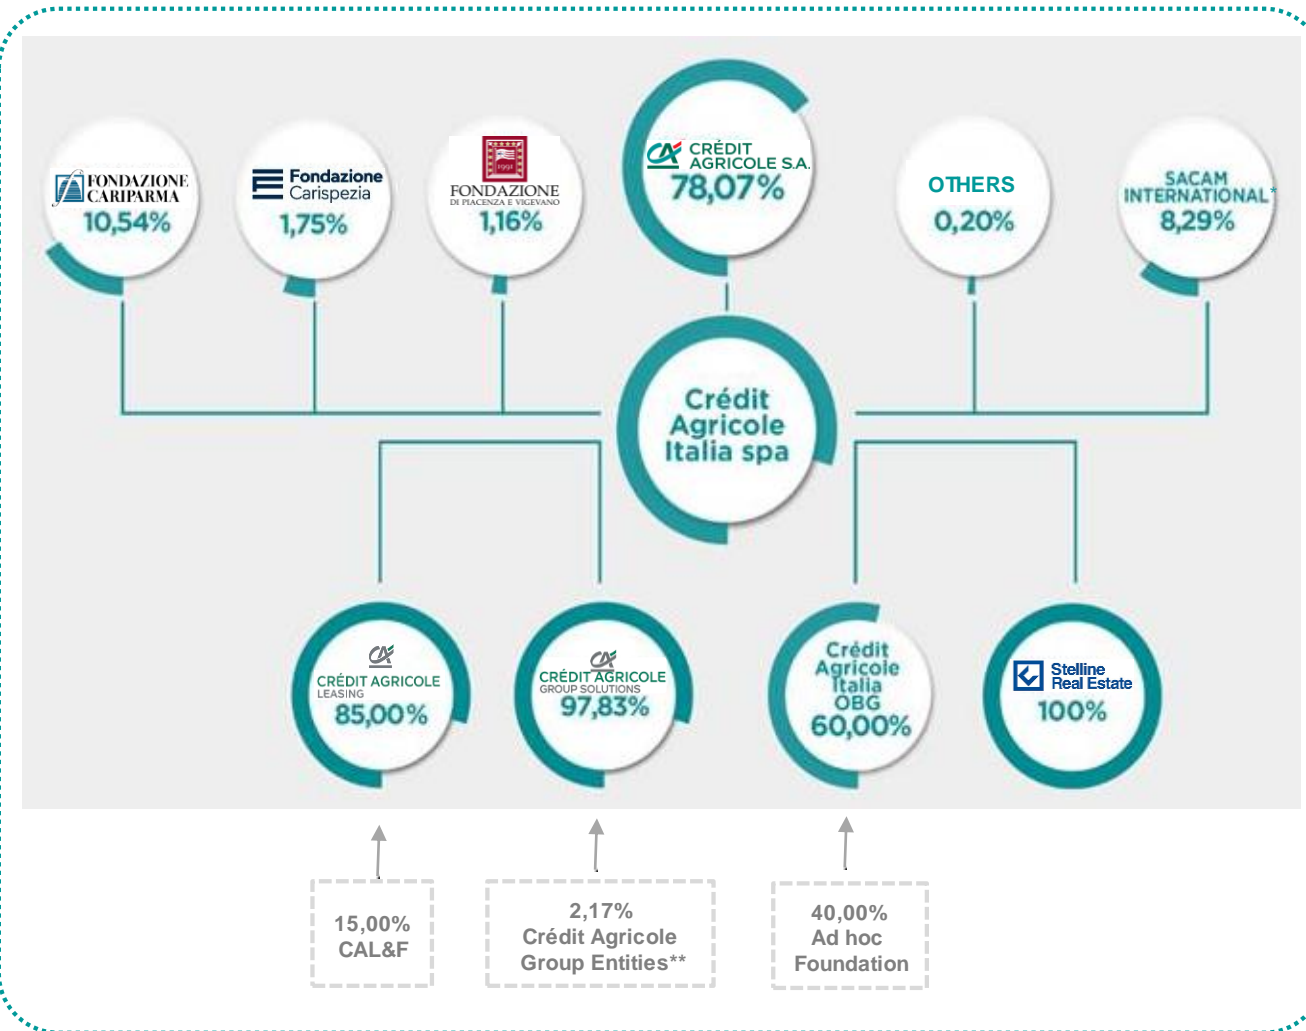 FONDAZIONE
CARIPARMA
10,54%
Fondazione
Carispezia
1,75%
1991
FONDAZIONE
DI PIACENZA E VIGEVANO
1,16%
CRÉDIT
AGRICOLE S.A.
78,07%
OTHERS
0,20%
SACAM
INTERNATIONAL*
8,29%
Crédit
Agricole
Italia spa
CRÉDIT AGRICOLE
LEASING
85,00%
CRÉDIT AGRICOLE
GROUP SOLUTIONS
97,83%
Crédit
Agricole
Italia
OBG
60,00%
Stelline
Real Estate
100%
15,00%
CAL&F
2,17%
Crédit Agricole
Group Entities**
40,00%
Ad hoc
Foundation